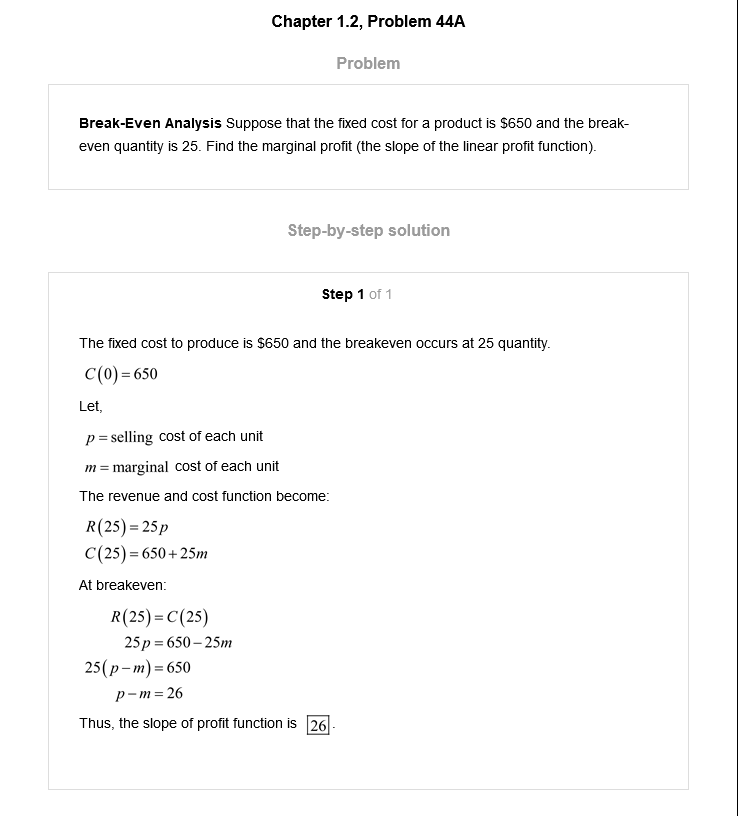 Chapter 1.2, Problem 44A
Problem
Break-Even Analysis Suppose that the fixed cost for a product is $650 and the break-
even quantity is 25. Find the marginal profit (the slope of the linear profit function).
Step-by-step solution
Step 1 of 1
The fixed cost to produce is $650 and the breakeven occurs at 25 quantity.
C(0) = 650
Let,
p = selling cost of each unit
m = marginal cost of each unit
The revenue and cost function become:
R(25) = 25p
C(25) = 650 + 25m
At breakeven:
R(25) = C(25)
25p = 650 – 25m
25(p – m) = 650
p – m = 26
Thus, the slope of profit function is 26.